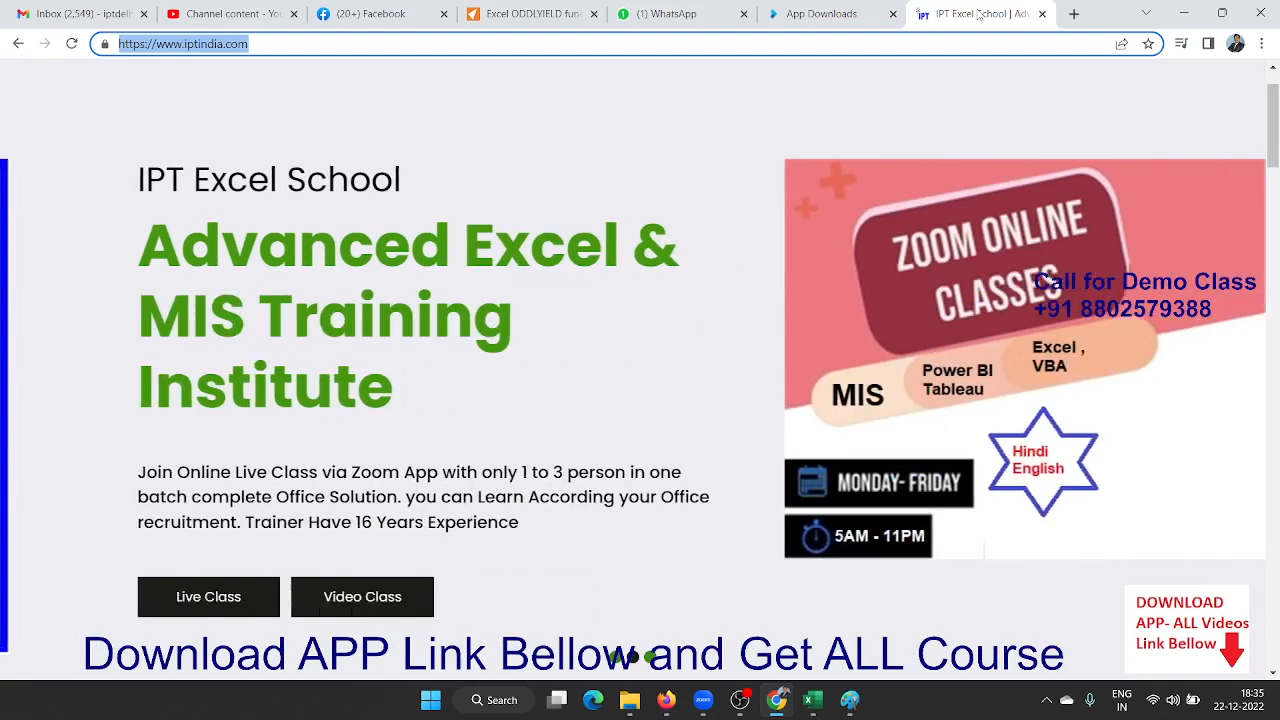 Inbox (2,919) - iptdelh
Live Class content - You
(20+) Facebook
Excel ODDLYIELD func
(1) WhatsApp
App Downloads
IPT Excel School | Adv
https://www.iptindia.com
IPT Excel School
Advanced Excel &
MIS Training
Institute
Join Online Live Class via Zoom App with only 1 to 3 person in one
batch complete Office Solution. you can Learn According your Office
recruitment. Trainer Have 16 Years Experience
Live Class
Video Class
ZOOM ONLINE
CLASSES
Call for Demo Class
+91 8802579388
MIS
Power BI
Tableau
Excel ,
VBA
Hindi
English
MONDAY- FRIDAY
5AM - 11PM
DOWNLOAD
APP- ALL Videos
Link Bellow
Download APP Link Bellow and Get ALL Course
Search
zoom
ENG
IN
18:35
22-12-2022